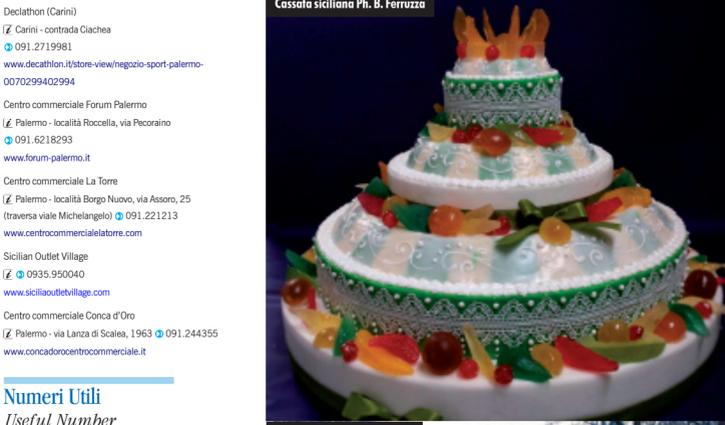 Declathon (Carini)
Carini - contrada Ciachea
091.2719981
www.decathlon.it/store-view/negozio-sport-palermo-
0070299402994
Centro commerciale Forum Palermo
Palermo - località Roccella, via Pecoraino
091.6218293
www.forum-palermo.it
Centro commerciale La Torre
Palermo - località Borgo Nuovo, via Assoro, 25
(traversa viale Michelangelo) 091.221213
www.centrocommercialelatorre.com
Sicilian Outlet Village
0935.950040
www.siciliaoutletvillage.com
Centro commerciale Conca d'Oro
Palermo - via Lanza di Scalea, 1963 091.244355
www.concadorocentrocommerciale.it
Numeri Utili
Useful Number
Cassata siciliana Ph. B. Ferruzza